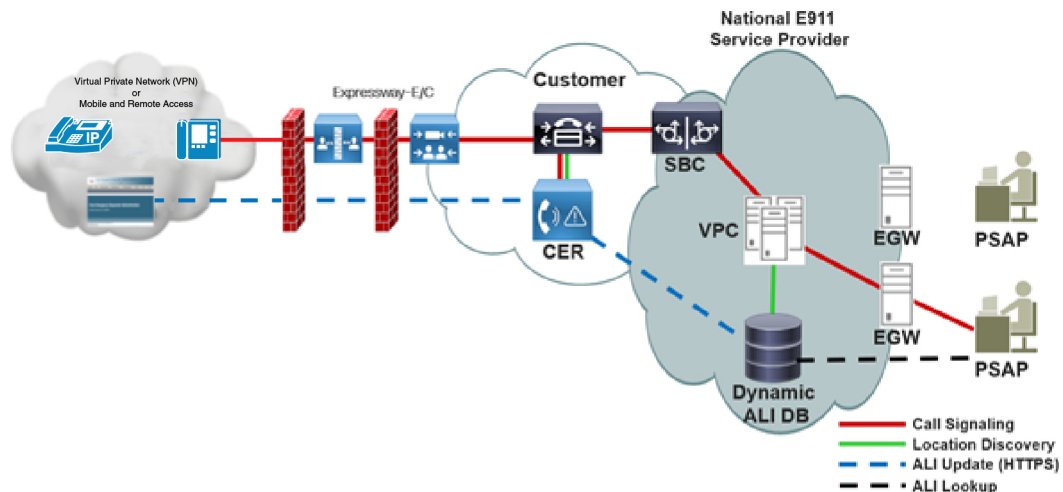 National E911
Service Provider
Virtual Private Network (VPN)
or
Mobile and Remote Access
Expressway-E/C
Customer
IP
SBC
VPC
EGW
PSAP
CER
EGW
PSAP
Dynamic
ALI DB
Call Signaling
Location Discovery
ALI Update (HTTPS)
ALI Lookup